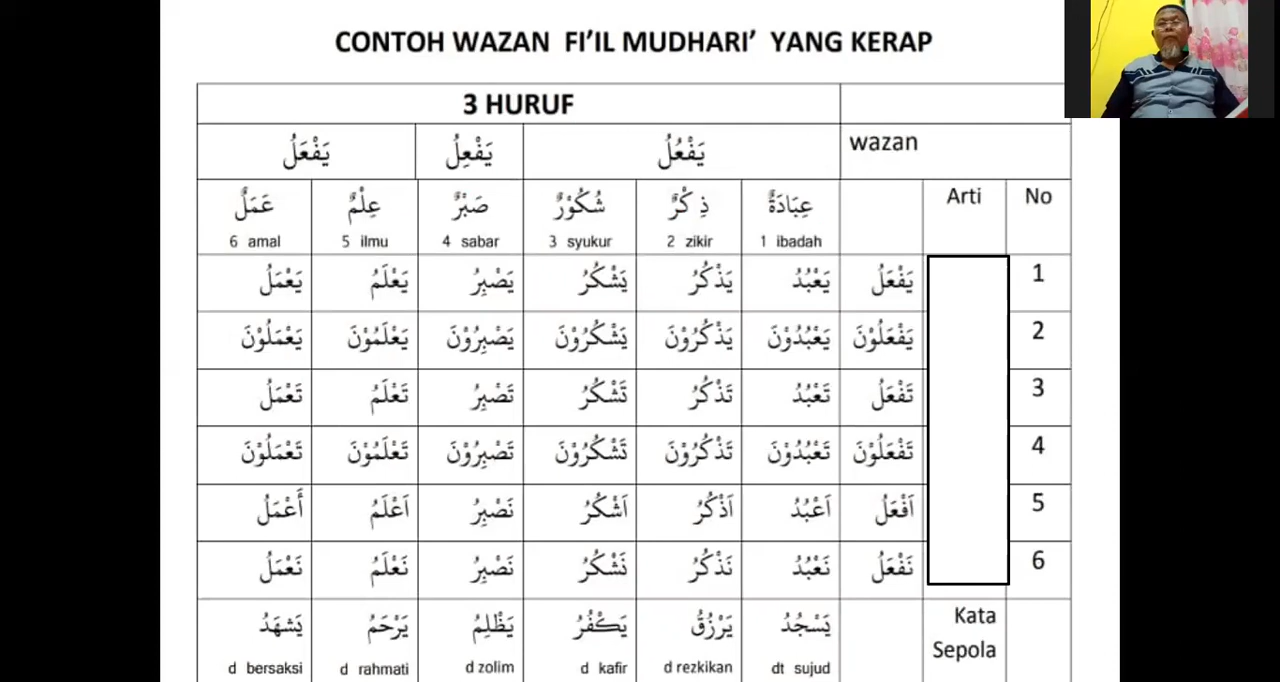 CONTOH WAZAN FI’IL MUDHARI’ YANG KERAP
3 HURUF
يَفْعَلُ يَفْعِلُ يَفْعُلُ wazan
عَمَلٌ عِلْمٌ صَبْرٌ شُكُوْرٌ ذِكْرٌ عِبَادَةٌ Arti No
6 amal 5 ilmu 4 sabar 3 syukur 2 zikir 1 ibadah
يَعْمَلُ يَعْلَمُ يَصْبِرُ يَشْكُرُ يَذْكُرُ يَعْبُدُ يَفْعَلُ 1
يَعْمَلُوْنَ يَعْلَمُوْنَ يَصْبِرُوْنَ يَشْكُرُوْنَ يَذْكُرُوْنَ يَعْبُدُوْنَ يَفْعَلُوْنَ 2
تَعْمَلُ تَعْلَمُ تَصْبِرُ تَشْكُرُ تَذْكُرُ تَعْبُدُ تَفْعَلُ 3
تَعْمَلُوْنَ تَعْلَمُوْنَ تَصْبِرُوْنَ تَشْكُرُوْنَ تَذْكُرُوْنَ تَعْبُدُوْنَ تَفْعَلُوْنَ 4
أَعْمَلُ اَعْلَمُ نَصْبِرُ اَشْكُرُ اَذْكُرُ اَعْبُدُ اَفْعَلُ 5
نَعْمَلُ نَعْلَمُ نَصْبِرُ نَشْكُرُ نَذْكُرُ نَعْبُدُ نَفْعَلُ 6
يَشهَدُ يَرْحَمُ يَظْلِمُ يَكْفُرُ يَرْزُقُ يَسْجُدُ Kata
Sepola
d bersaksi d rahmati d zolim d kafir d rezkikan dt sujud